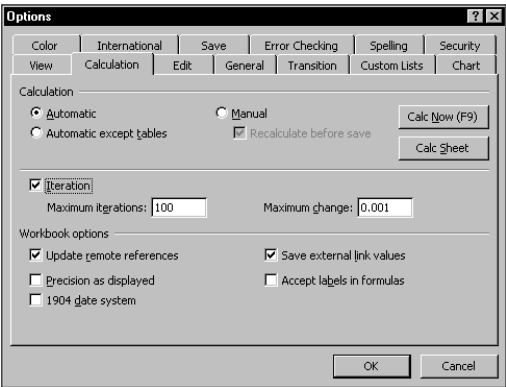 Options
Color International Save Error Checking Spelling Security
View Calculation Edit General Transition Custom Lists Chart
Calculation
Automatic Manual Calc Now (F9)
Automatic except tables Recalculate before save
Calc Sheet
Iteration
Maximum iterations: 100 Maximum change: 0.001
Workbook options
Update remote references Save external link values
Precision as displayed Accept labels in formulas
1904 date system
OK Cancel